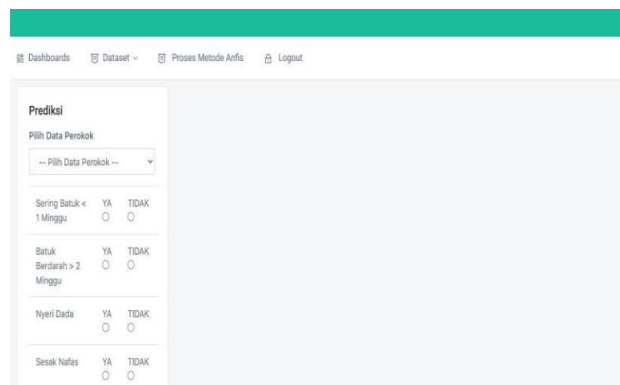 Dashboards Dataset Proses Metode Anfis Logout
Prediksi
Pilih Data Perokok
-- Pilih Data Perokok --
Sering Batuk < YA TIDAK
1 Minggu
Batuk YA TIDAK
Berdarah > 2
Minggu
Nyeri Dada YA TIDAK
Sesak Nafas YA TIDAK